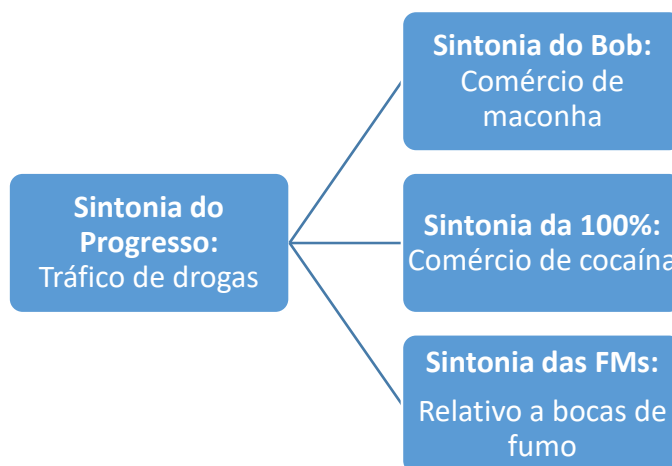 Sintonia do Bob:
Comércio de
maconha
Sintonia do
Progresso:
Tráfico de drogas
Sintonia da 100%:
Comércio de cocaína
Sintonia das FMs:
Relativo a bocas de
fumo